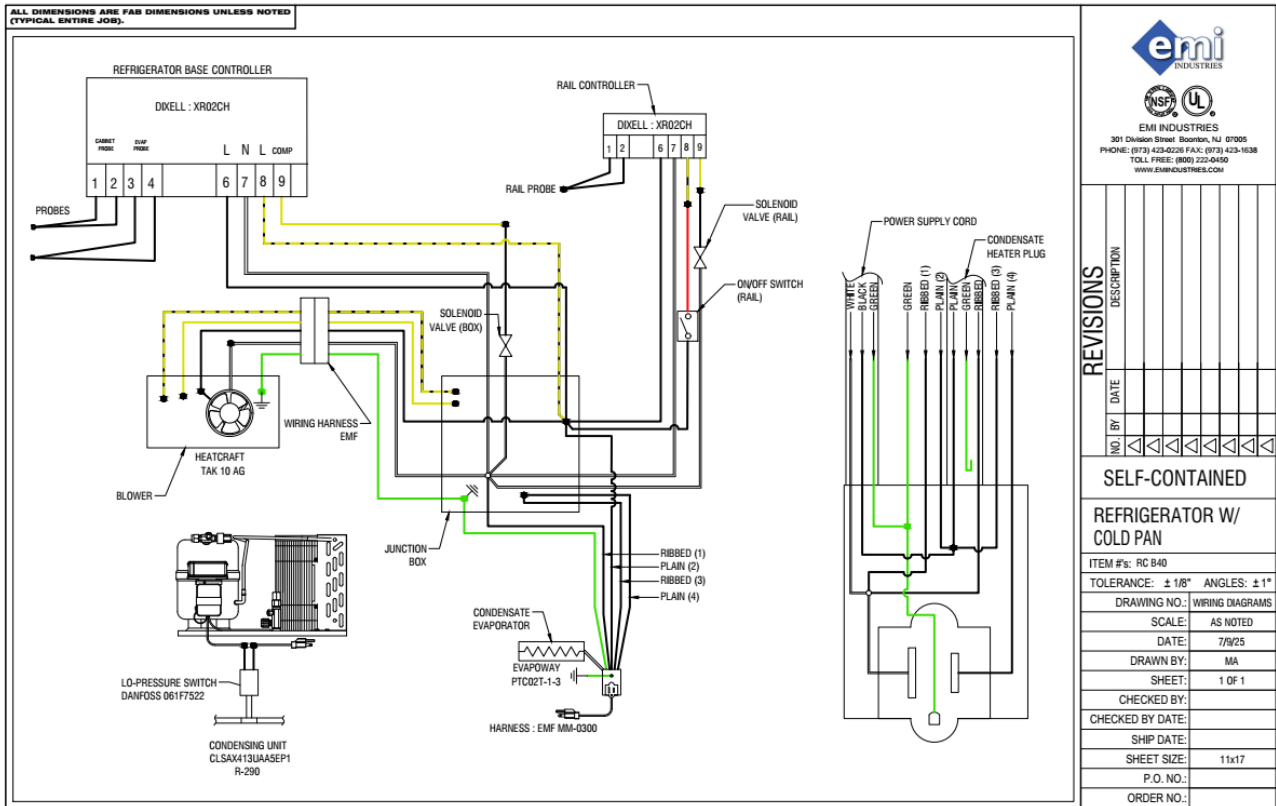 ALL DIMENSIONS ARE FAB DIMENSIONS UNLESS NOTED
(TYPICAL ENTIRE JOB).
REFRIGERATOR BASE CONTROLLER
DIXELL : XR02CH
CABINET
PROBE
EVAP
PROBE
L N L COMP
1 2 3 4 6 7 8 9
PROBES
RAIL CONTROLLER
DIXELL : XR02CH
1 2 6 7 8 9
RAIL PROBE
SOLENOID
VALVE (RAIL)
ON/OFF SWITCH
(RAIL)
SOLENOID
VALVE (BOX)
WIRING HARNESS
EMF
HEATCRAFT
TAK 10 AG
BLOWER
JUNCTION
BOX
RIBBED (1)
PLAIN (2)
RIBBED (3)
PLAIN (4)
CONDENSATE
EVAPORATOR
EVAPOWAY
PTC02T-1-3
HARNESS : EMF MM-0300
LO-PRESSURE SWITCH
DANFOSS 061F7522
CONDENSING UNIT
CLSAX413UAA5EP1
R-290
POWER SUPPLY CORD
CONDENSATE
HEATER PLUG
WHITE
BLACK
GREEN
GREEN
RIBBED (1)
PLAIN (2)
PLAIN
GREEN
RIBBED
RIBBED (3)
PLAIN (4)
emi
INDUSTRIES
NSF
UL
EMI INDUSTRIES
301 Division Street Boonton, NJ 07005
PHONE: (973) 423-0226 FAX: (973) 423-1638
TOLL FREE: (800) 222-0450
WWW.EMIINDUSTRIES.COM
REVISIONS
DESCRIPTION
DATE
BY
NO.
SELF-CONTAINED
REFRIGERATOR W/
COLD PAN
ITEM #'s: RC B40
TOLERANCE: ± 1/8" ANGLES: ± 1°
DRAWING NO.: WIRING DIAGRAMS
SCALE: AS NOTED
DATE: 7/9/25
DRAWN BY: MA
SHEET: 1 OF 1
CHECKED BY:
CHECKED BY DATE:
SHIP DATE:
SHEET SIZE: 11x17
P.O. NO.:
ORDER NO.: